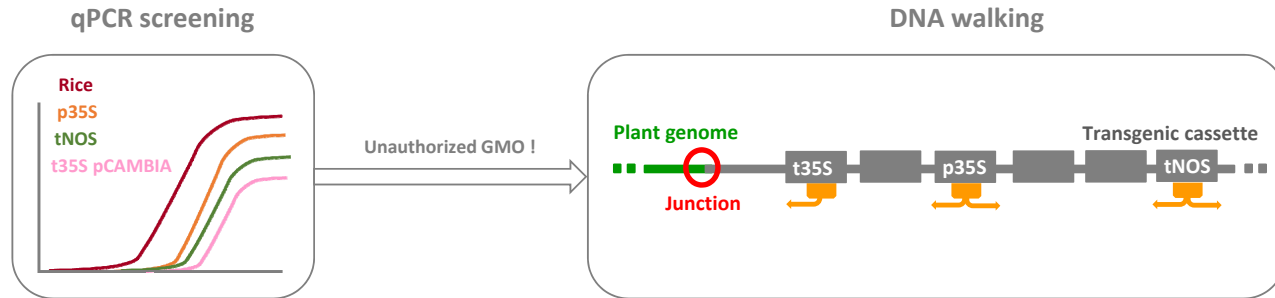 qPCR screening
DNA walking
Rice
p35S
tNOS
t35S pCAMBIA
Unauthorized GMO !
Plant genome
Transgenic cassette
t35S
p35S
tNOS
Junction